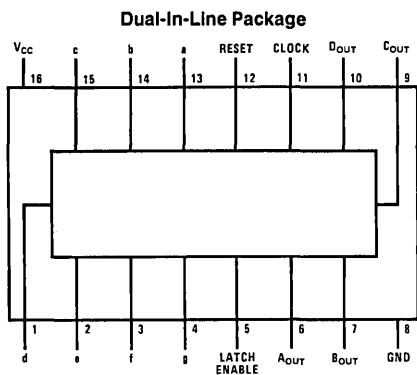 Dual-In-Line Package
VCC c b a RESET CLOCK DOUT COUT
16 15 14 13 12 11 10 9
1 2 3 4 5 6 7 8
d e f g LATCH ENABLE AOUT BOUT GND